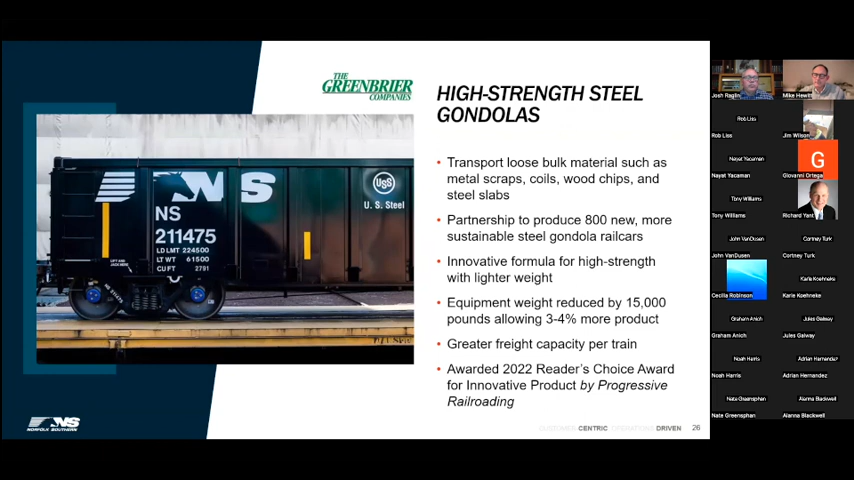 THE
GREENBRIER
COMPANIES
HIGH-STRENGTH STEEL
GONDOLAS
• Transport loose bulk material such as
metal scraps, coils, wood chips, and
steel slabs
• Partnership to produce 800 new, more
sustainable steel gondola railcars
• Innovative formula for high-strength
with lighter weight
• Equipment weight reduced by 15,000
pounds allowing 3-4% more product
• Greater freight capacity per train
• Awarded 2022 Reader's Choice Award
for Innovative Product by Progressive
Railroading
NS
USS
U. S. Steel
NS
211475
LD LMT 224500
LT WT 61500
CU FT 2791
NS
NORFOLK SOUTHERN
CUSTOMER CENTRIC OPERATIONS DRIVEN
26
Josh Raglin
Mike Hewitt
Rob Liss
Rob Liss
Jim Wilson
Nayat Yacaman
Nayat Yacaman
G
Giovanni Ortega
Tony Williams
Tony Williams
Richard Yant
John VanDusen
John VanDusen
Cortney Turk
Cortney Turk
Cecilia Robinson
Karle Koehneke
Karle Koehneke
Graham Anich
Graham Anich
Jules Galway
Jules Galway
Noah Harris
Noah Harris
Adrian Hernandez
Adrian Hernandez
Nate Greensphan
Nate Greensphan
Alanna Blackwell
Alanna Blackwell